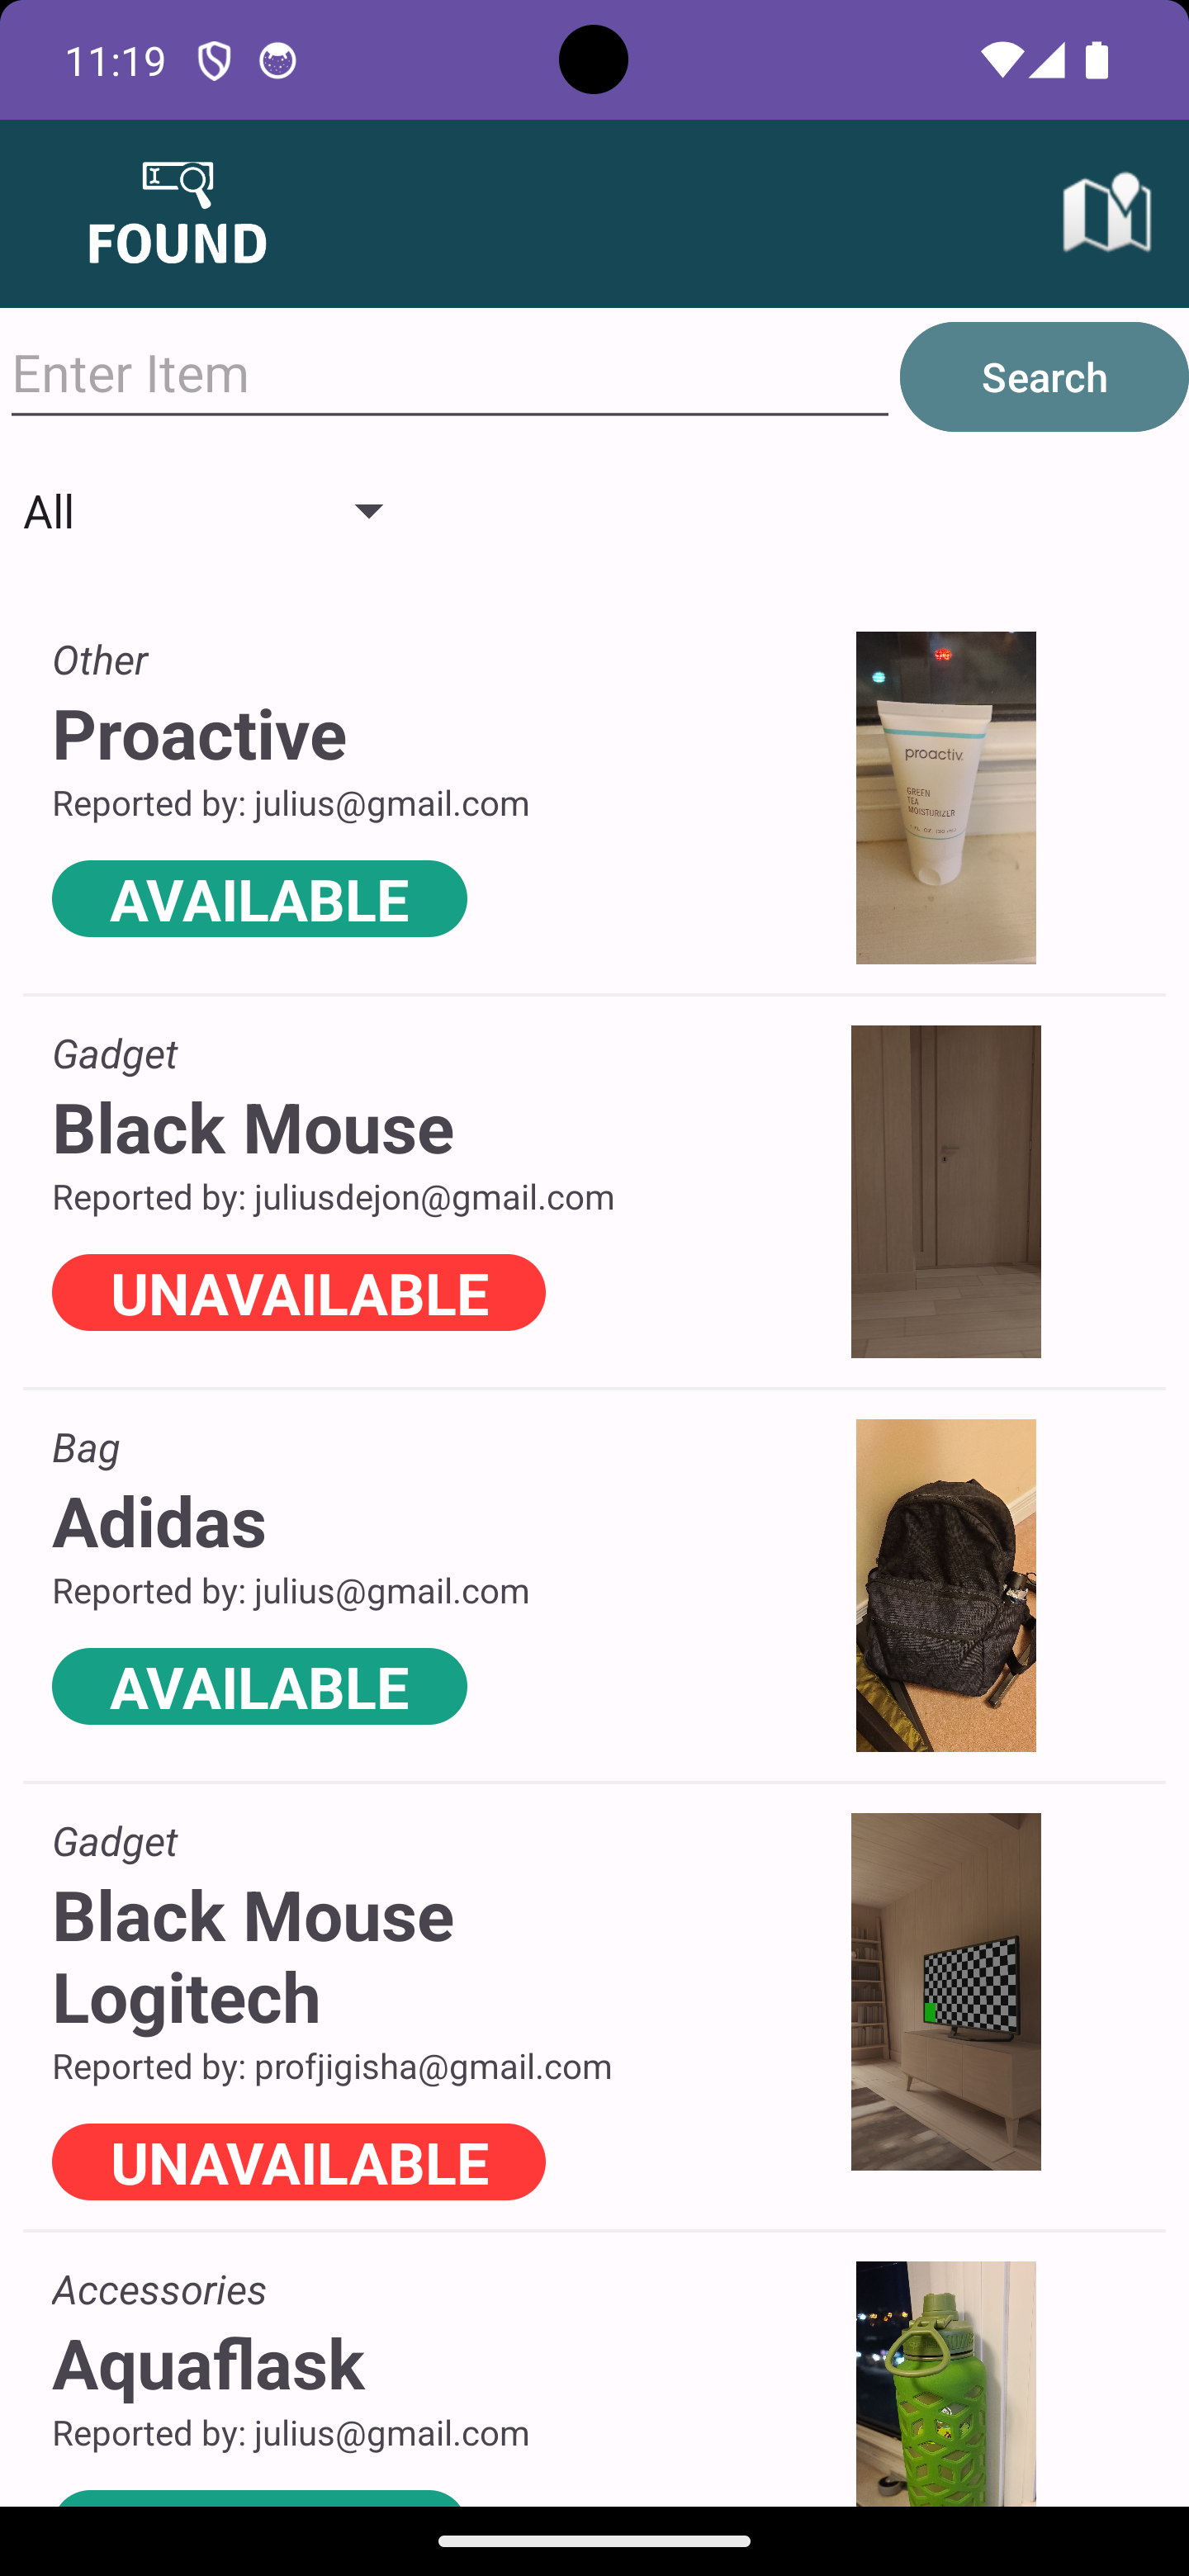 11:19
FOUND
Enter Item
Search
All
Other
Proactive
Reported by: julius@gmail.com
AVAILABLE
proactiv
GREEN
TEA
MOISTURIZER
Gadget
Black Mouse
Reported by: juliusdejon@gmail.com
UNAVAILABLE
Bag
Adidas
Reported by: julius@gmail.com
AVAILABLE
Gadget
Black Mouse
Logitech
Reported by: profjigisha@gmail.com
UNAVAILABLE
Accessories
Aquaflask
Reported by: julius@gmail.com